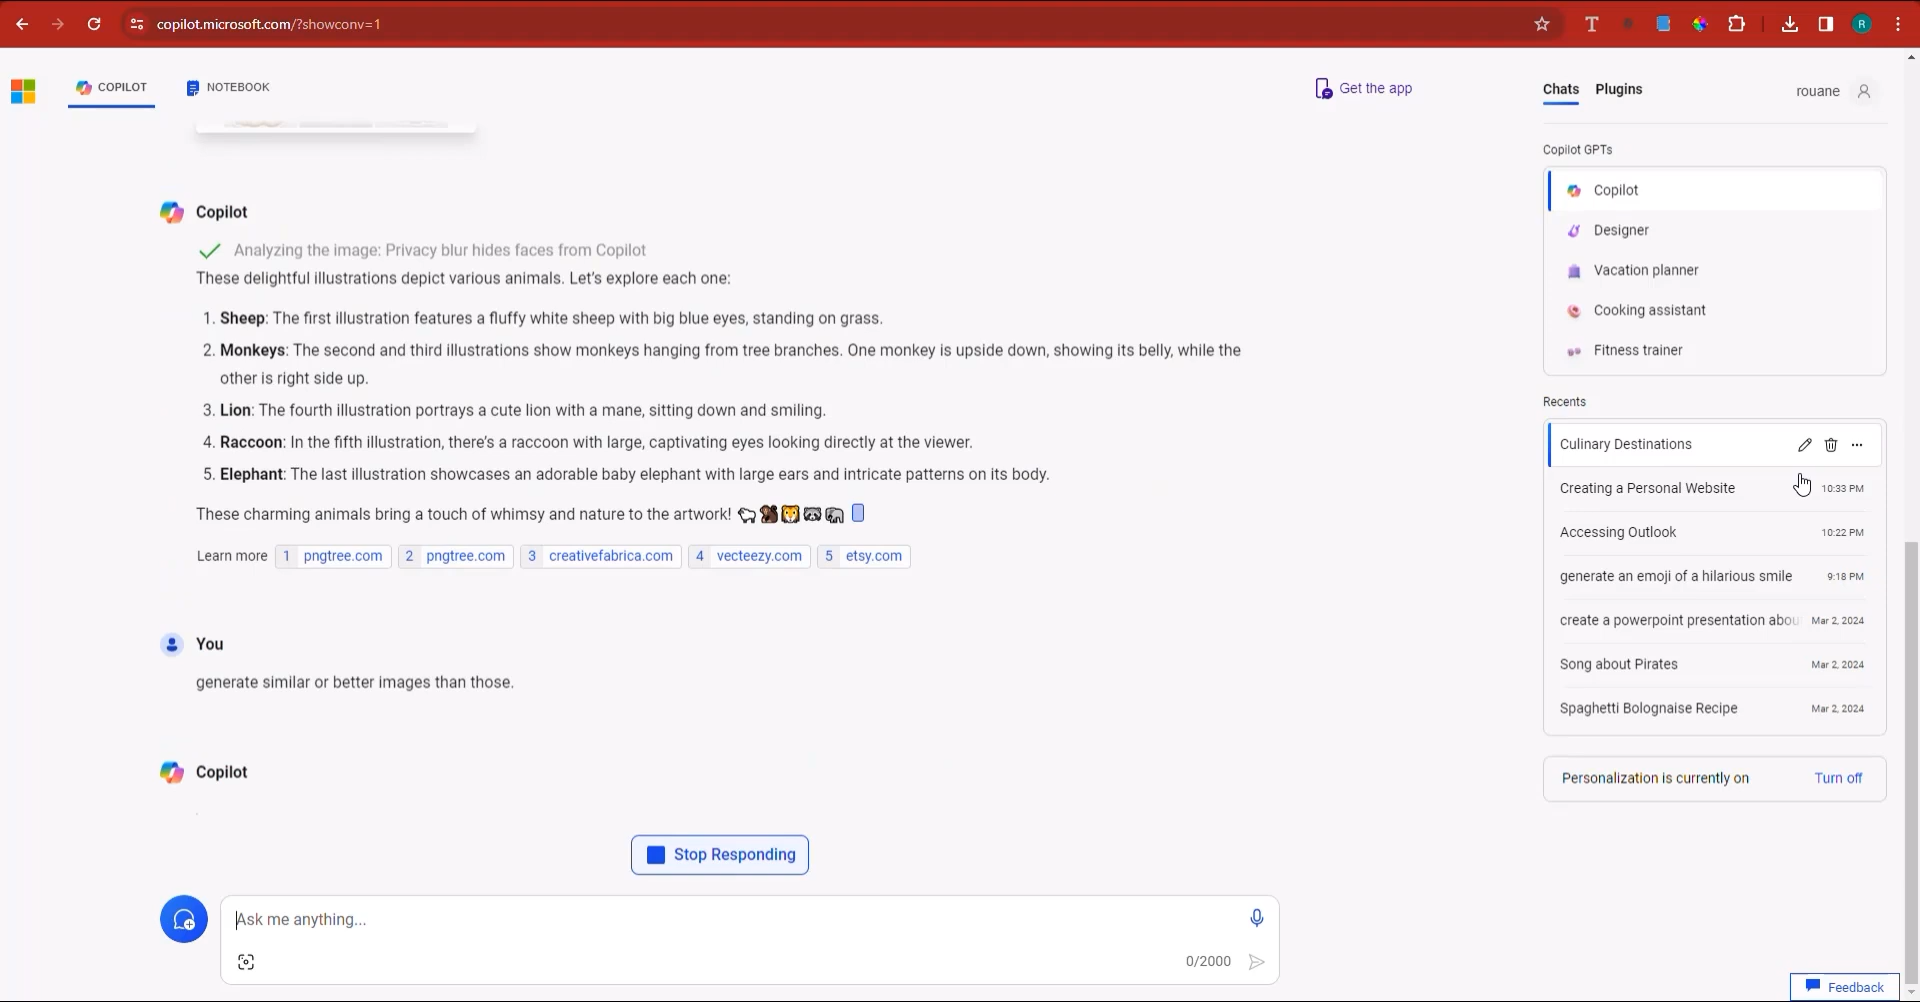 copilot.microsoft.com/?showconv=1
R
COPILOT
NOTEBOOK
Get the app
Chats
Plugins
rouane
Copilot
Analyzing the image: Privacy blur hides faces from Copilot
These delightful illustrations depict various animals. Let's explore each one:
1. Sheep: The first illustration features a fluffy white sheep with big blue eyes, standing on grass.
2. Monkeys: The second and third illustrations show monkeys hanging from tree branches. One monkey is upside down, showing its belly, while the
other is right side up.
3. Lion: The fourth illustration portrays a cute lion with a mane, sitting down and smiling.
4. Raccoon: In the fifth illustration, there's a raccoon with large, captivating eyes looking directly at the viewer.
5. Elephant: The last illustration showcases an adorable baby elephant with large ears and intricate patterns on its body.
These charming animals bring a touch of whimsy and nature to the artwork!
Learn more 1 pngtree.com 2 pngtree.com 3 creativefabrica.com 4 vecteezy.com 5 etsy.com
You
generate similar or better images than those.
Copilot
Stop Responding
Ask me anything...
0/2000
Copilot GPTs
Copilot
Designer
Vacation planner
Cooking assistant
Fitness trainer
Recents
Culinary Destinations
Creating a Personal Website 10:33 PM
Accessing Outlook 10:22 PM
generate an emoji of a hilarious smile 9:18 PM
create a powerpoint presentation abou Mar 2, 2024
Song about Pirates Mar 2, 2024
Spaghetti Bolognaise Recipe Mar 2, 2024
Personalization is currently on Turn off
Feedback